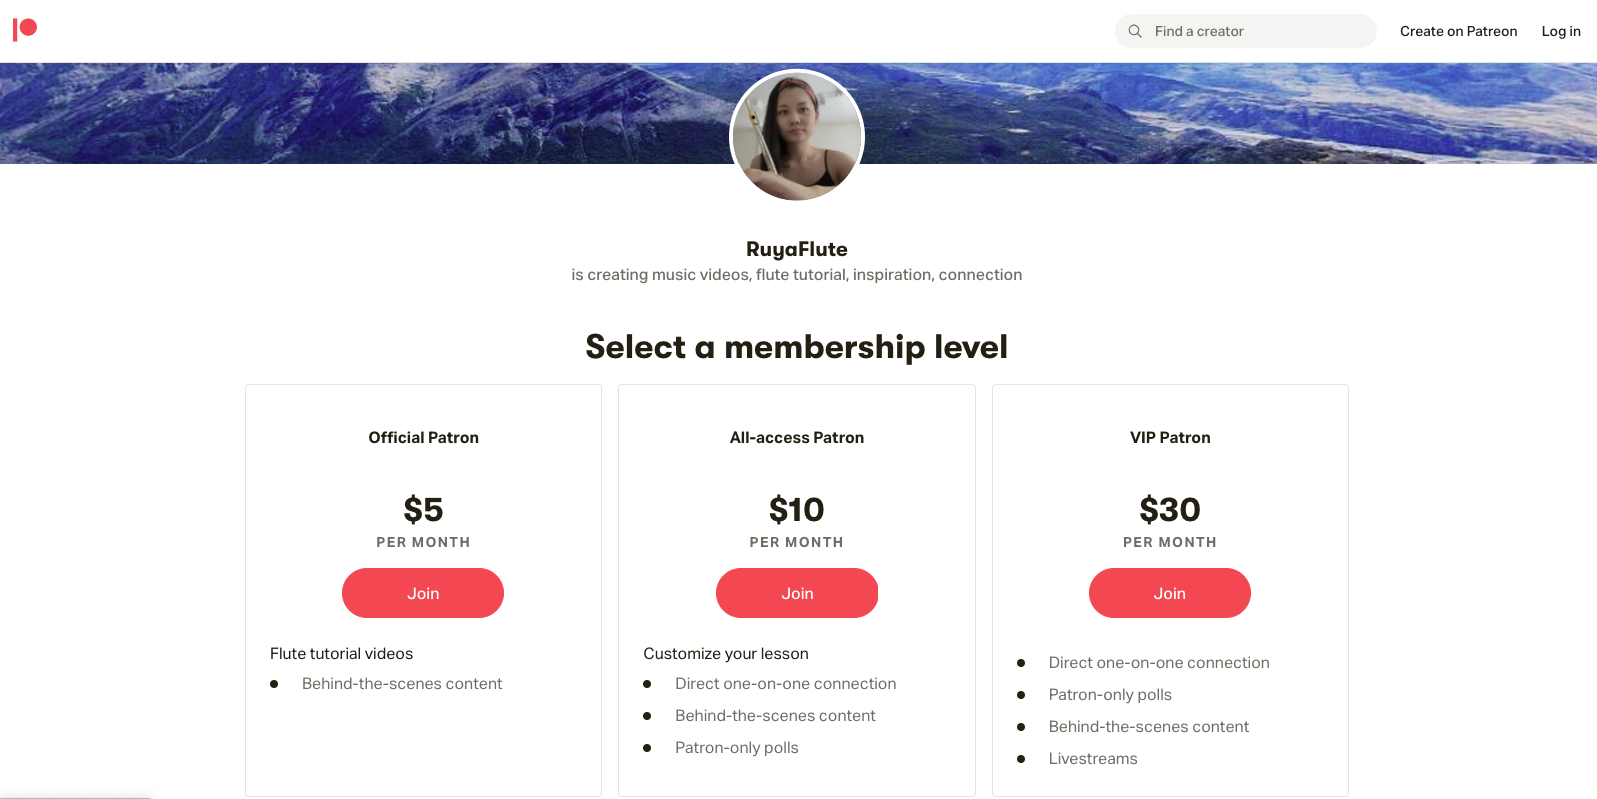 Find a creator
Create on Patreon
Log in
RuyaFlute
is creating music videos, flute tutorial, inspiration, connection
Select a membership level
Official Patron
$5
PER MONTH
Join
Flute tutorial videos
Behind-the-scenes content
All-access Patron
$10
PER MONTH
Join
Customize your lesson
Direct one-on-one connection
Behind-the-scenes content
Patron-only polls
VIP Patron
$30
PER MONTH
Join
Direct one-on-one connection
Patron-only polls
Behind-the-scenes content
Livestreams